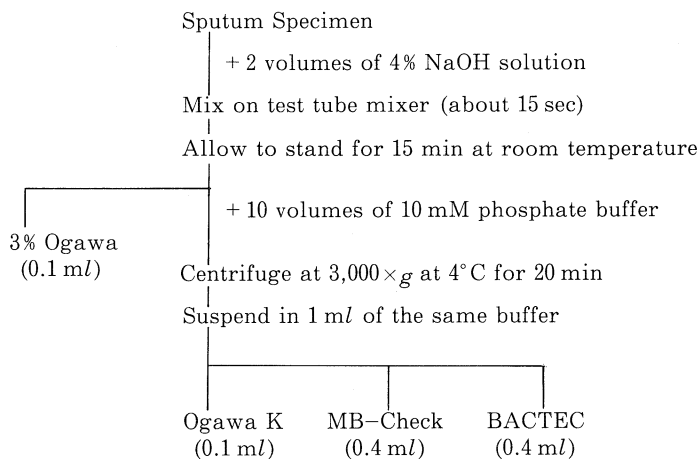 Sputum Specimen
+ 2 volumes of 4% NaOH solution
Mix on test tube mixer (about 15 sec)
Allow to stand for 15 min at room temperature
+ 10 volumes of 10 mM phosphate buffer
3% Ogawa
(0.1 ml)
Centrifuge at 3,000 × g at 4°C for 20 min
Suspend in 1 ml of the same buffer
Ogawa K
(0.1 ml)
MB-Check
(0.4 ml)
BACTEC
(0.4 ml)